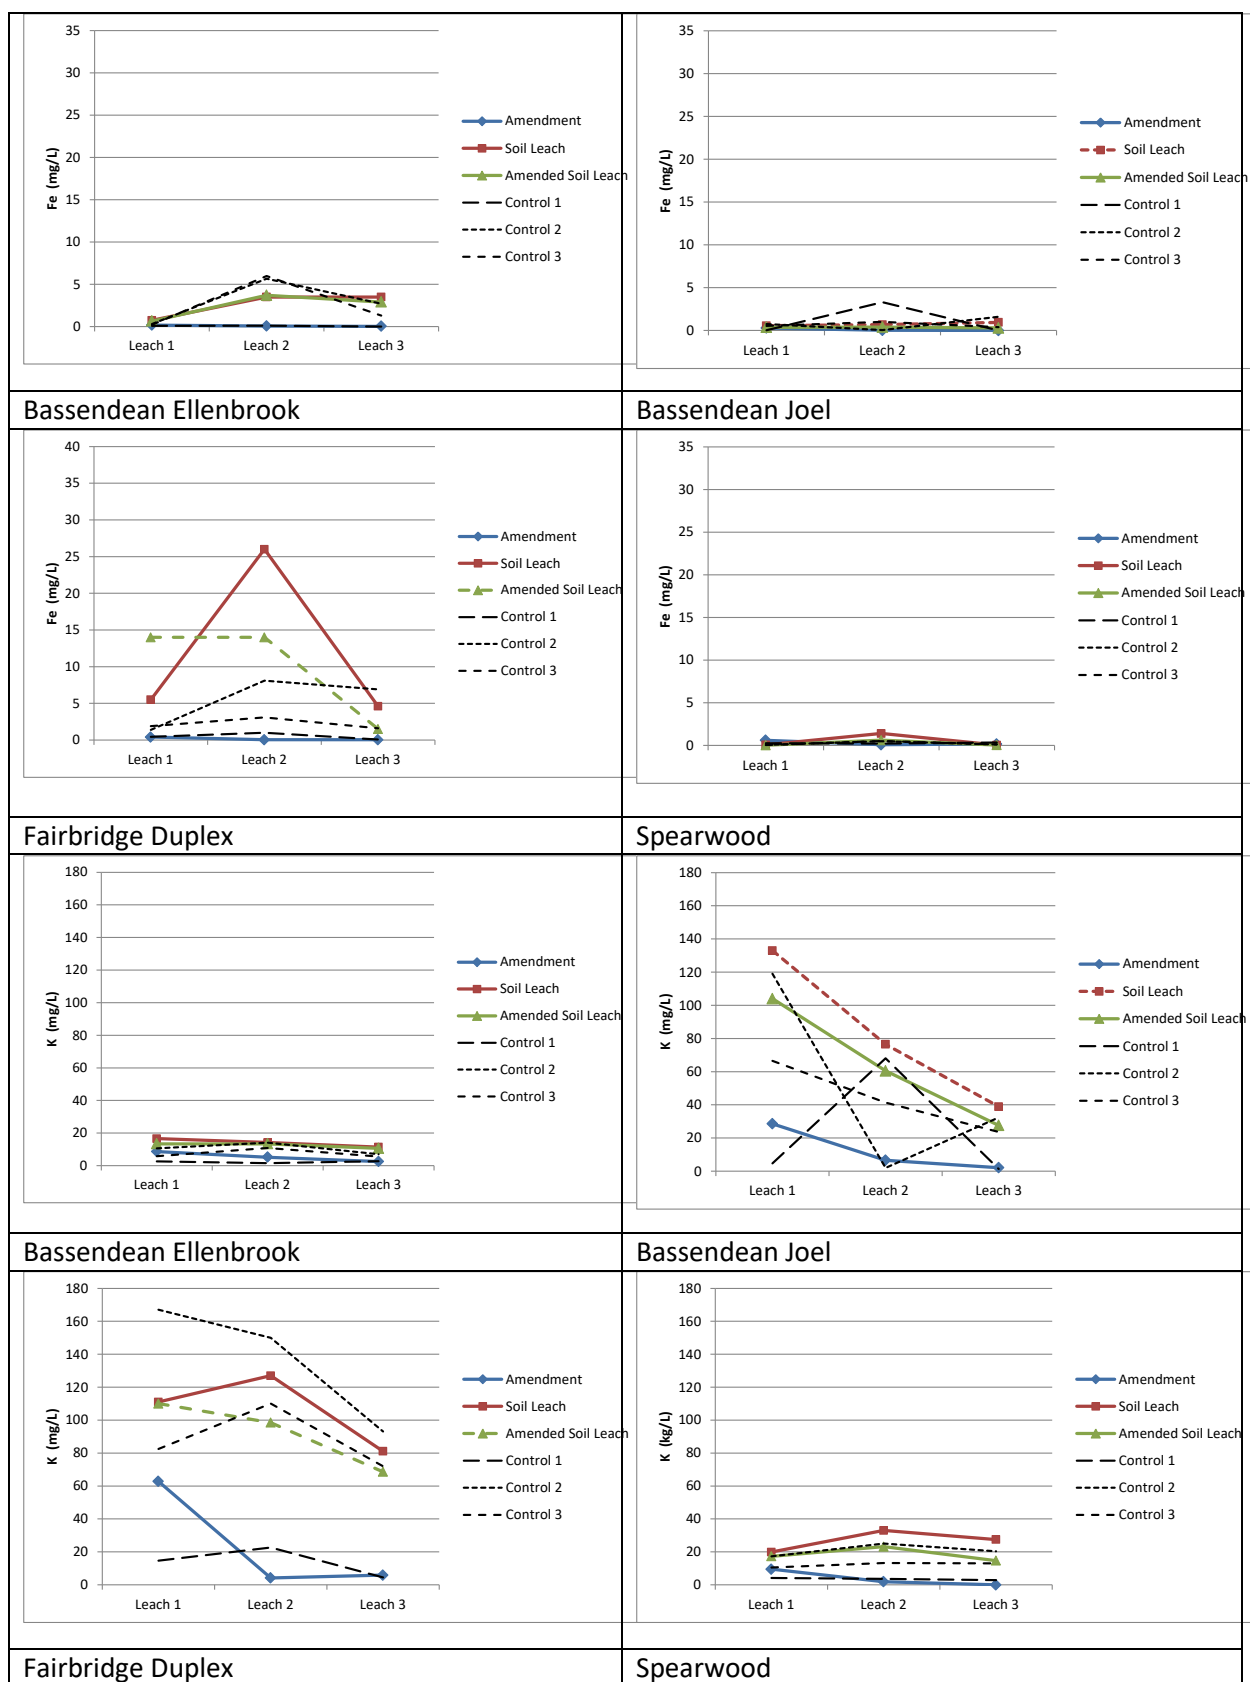 35
30
25
20
15
10
5
0
Fe (mg/L)
Leach 1 Leach 2 Leach 3
Amendment
Soil Leach
Amended Soil Leach
Control 1
Control 2
Control 3
35
30
25
20
15
10
5
0
Fe (mg/L)
Leach 1 Leach 2 Leach 3
Amendment
Soil Leach
Amended Soil Leach
Control 1
Control 2
Control 3
Bassendean Ellenbrook
Bassendean Joel
40
35
30
25
20
15
10
5
0
Fe (mg/L)
Leach 1 Leach 2 Leach 3
Amendment
Soil Leach
Amended Soil Leach
Control 1
Control 2
Control 3
35
30
25
20
15
10
5
0
Fe (mg/L)
Leach 1 Leach 2 Leach 3
Amendment
Soil Leach
Amended Soil Leach
Control 1
Control 2
Control 3
Fairbridge Duplex
Spearwood
180
160
140
120
100
80
60
40
20
0
K (mg/L)
Leach 1 Leach 2 Leach 3
Amendment
Soil Leach
Amended Soil Leach
Control 1
Control 2
Control 3
180
160
140
120
100
80
60
40
20
0
K (mg/L)
Leach 1 Leach 2 Leach 3
Amendment
Soil Leach
Amended Soil Leach
Control 1
Control 2
Control 3
Bassendean Ellenbrook
Bassendean Joel
180
160
140
120
100
80
60
40
20
0
K (mg/L)
Leach 1 Leach 2 Leach 3
Amendment
Soil Leach
Amended Soil Leach
Control 1
Control 2
Control 3
180
160
140
120
100
80
60
40
20
0
K (kg/L)
Leach 1 Leach 2 Leach 3
Amendment
Soil Leach
Amended Soil Leach
Control 1
Control 2
Control 3
Fairbridge Duplex
Spearwood